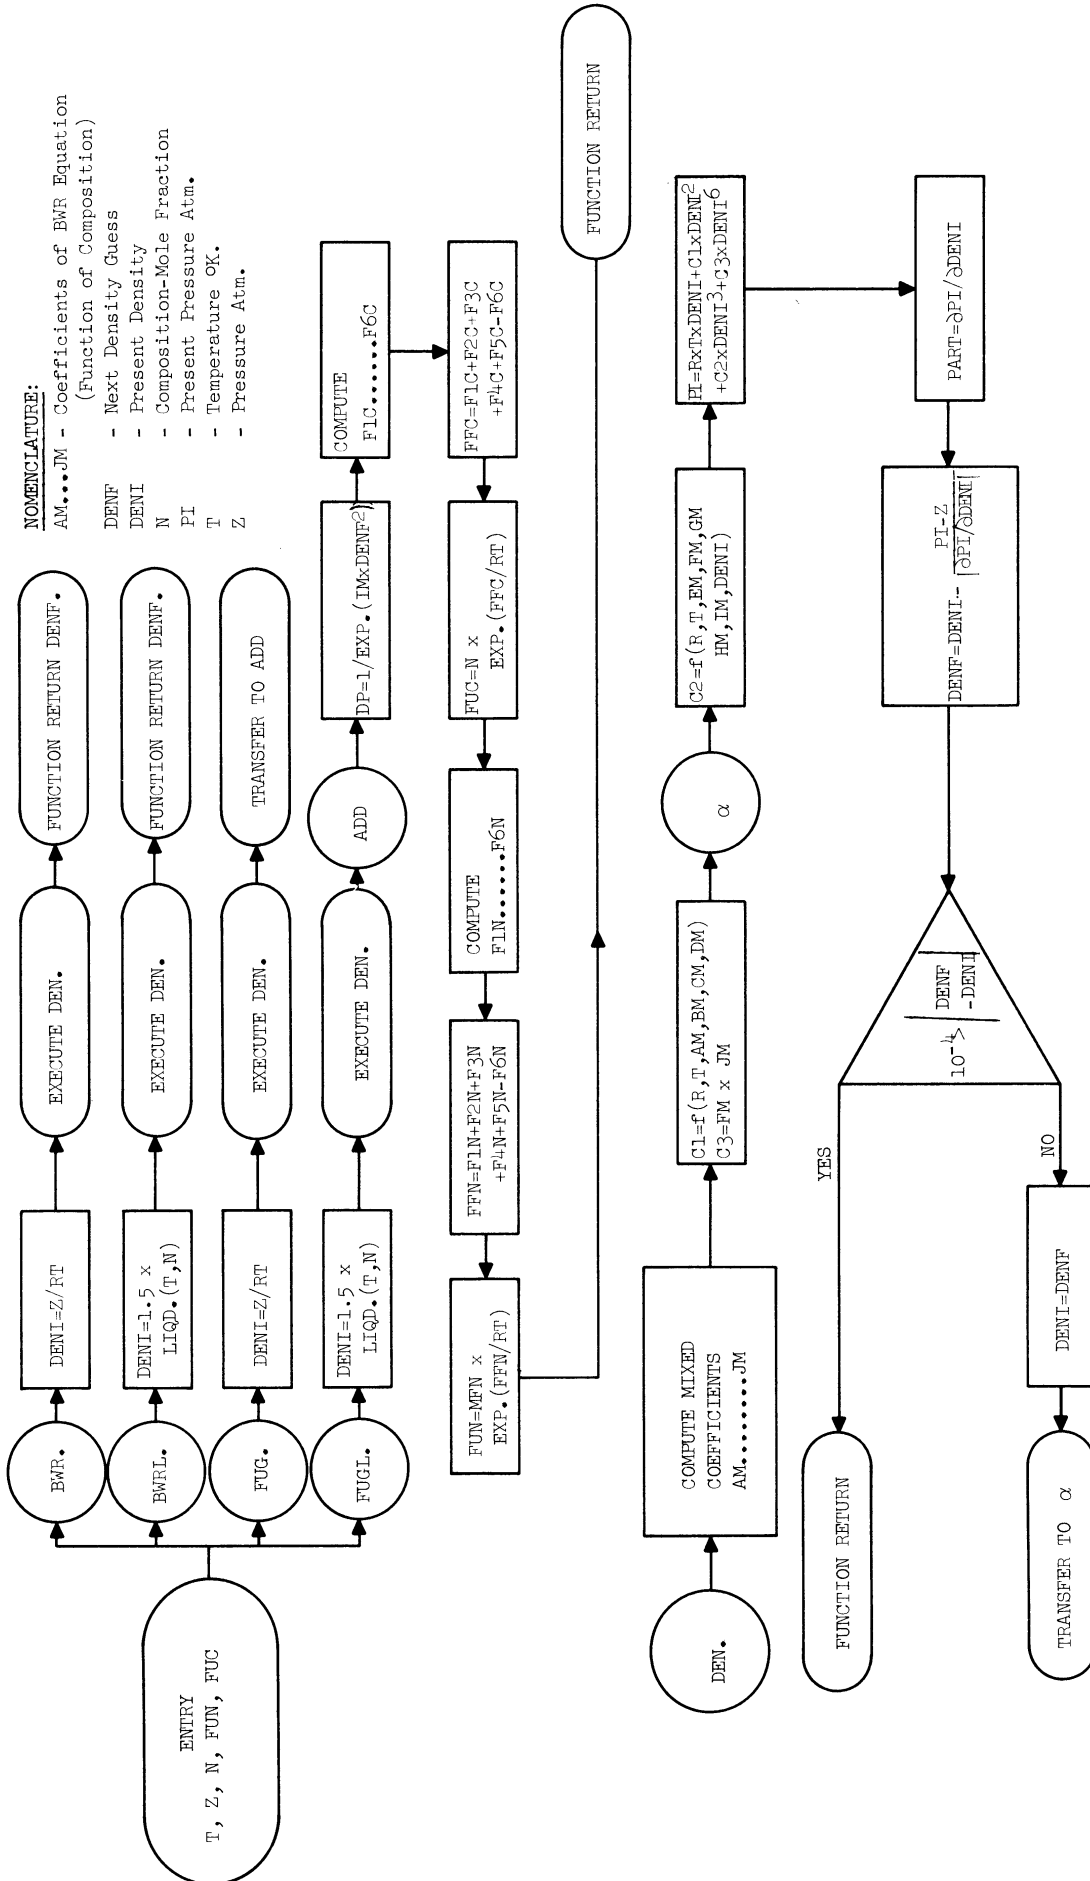 NOMENCLATURE:
AM...JM - Coefficients of BWR Equation
(Function of Composition)
DENF - Next Density Guess
DENI - Present Density
N - Composition-Mole Fraction
PI - Present Pressure Atm.
T - Temperature °K.
Z - Pressure Atm.
ENTRY
T, Z, N, FUN, FUC
BWR.
DENI=Z/RT
EXECUTE DEN.
FUNCTION RETURN DENF.
BWRL.
DENI=1.5 x
LIQD.(T,N)
EXECUTE DEN.
FUNCTION RETURN DENF.
FUG.
DENI=Z/RT
EXECUTE DEN.
TRANSFER TO ADD
FUGL.
DENI=1.5 x
LIQD.(T,N)
EXECUTE DEN.
ADD
DP=1/EXP.(IMxDENF²)
COMPUTE
F1C......F6C
FFC=F1C+F2C+F3C
+F4C+F5C-F6C
FUC=N x
EXP.(FFC/RT)
COMPUTE
F1N......F6N
FFN=F1N+F2N+F3N
+F4N+F5N-F6N
FUN=MFN x
EXP.(FFN/RT)
FUNCTION RETURN
DEN.
COMPUTE MIXED
COEFFICIENTS
AM........JM
C1=f(R,T,AM,BM,CM,DM)
C3=FM x JM
α
C2=f(R,T,EM,FM,GM
HM,IM,DENI)
PI=RxTxDENI+C1xDENI²
+C2xDENI³+C3xDENI⁶
PART=∂PI/∂DENI
DENF=DENI- PI-Z
|∂PI/∂DENI|
10⁻⁴> |DENF
-DENI|
YES
FUNCTION RETURN
NO
DENI=DENF
TRANSFER TO α